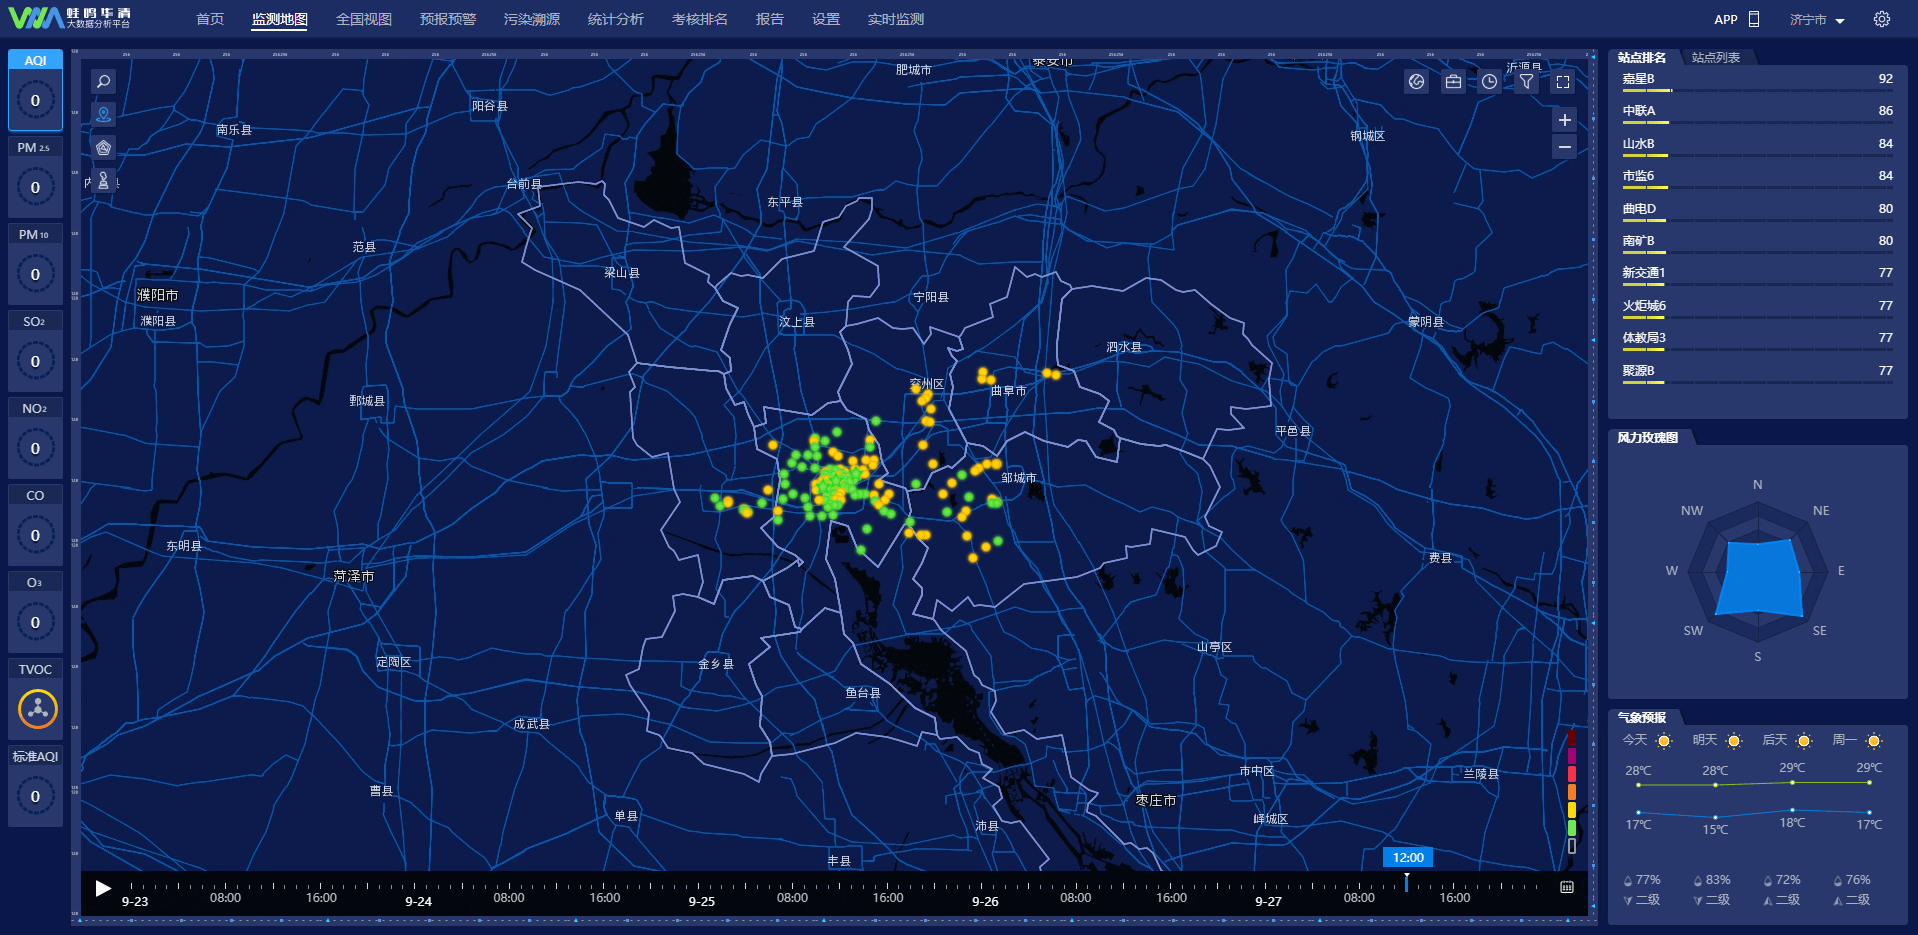 蛙鸣华清
大数据分析平台
首页 监测地图 全国视图 预报预警 污染溯源 统计分析 考核排名 报告 设置 实时监测
APP 济宁市
AQI
0
PM 2.5
0
PM 10
0
SO2
0
NO2
0
CO
0
O3
0
TVOC
标准AQI
0
泰安市
肥城市
沂源县
阳谷县
南乐县
钢城区
台前县
东平县
范县
梁山县
濮阳市
宁阳县
濮阳县
汶上县
蒙阴县
泗水县
兖州区
曲阜市
鄄城县
平邑县
邹城市
东明县
费县
菏泽市
山亭区
定陶区
金乡县
鱼台县
成武县
市中区
兰陵县
曹县
枣庄市
单县
峄城区
沛县
丰县
12:00
9-23 08:00 16:00 9-24 08:00 16:00 9-25 08:00 16:00 9-26 08:00 16:00 9-27 08:00 16:00
站点排名 站点列表
嘉星B 92
中联A 86
山水B 84
市监6 84
曲电D 80
南矿B 80
新交通1 77
火炬城6 77
体教局3 77
聚源B 77
风力玫瑰图
N
NW NE
W E
SW SE
S
气象预报
今天 明天 后天 周一
28℃ 28℃ 29℃ 29℃
17℃ 15℃ 18℃ 17℃
77% 83% 72% 76%
二级 二级 二级 二级